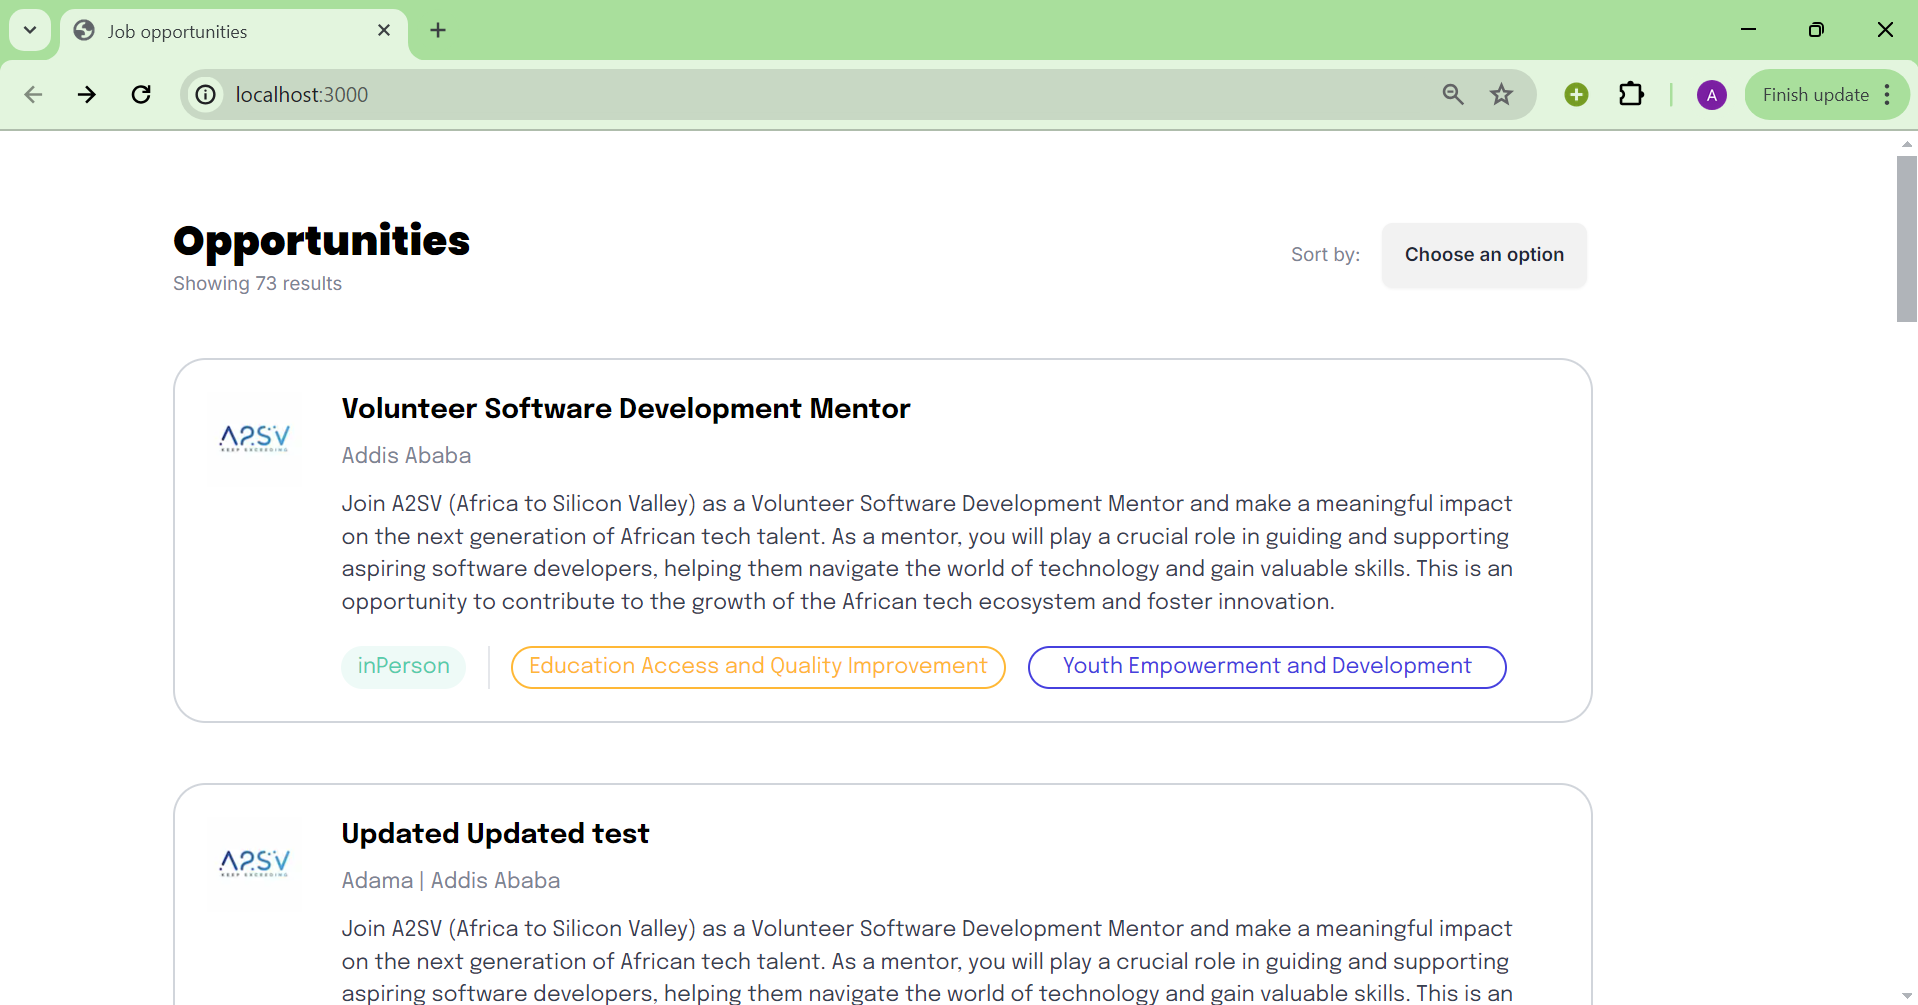 Job opportunities
localhost:3000
A
Finish update
Opportunities
Showing 73 results
Sort by:
Choose an option
A2SV
KEEP EXCEEDING
Volunteer Software Development Mentor
Addis Ababa
Join A2SV (Africa to Silicon Valley) as a Volunteer Software Development Mentor and make a meaningful impact
on the next generation of African tech talent. As a mentor, you will play a crucial role in guiding and supporting
aspiring software developers, helping them navigate the world of technology and gain valuable skills. This is an
opportunity to contribute to the growth of the African tech ecosystem and foster innovation.
inPerson
Education Access and Quality Improvement
Youth Empowerment and Development
A2SV
KEEP EXCEEDING
Updated Updated test
Adama | Addis Ababa
Join A2SV (Africa to Silicon Valley) as a Volunteer Software Development Mentor and make a meaningful impact
on the next generation of African tech talent. As a mentor, you will play a crucial role in guiding and supporting
aspiring software developers, helping them navigate the world of technology and gain valuable skills. This is an